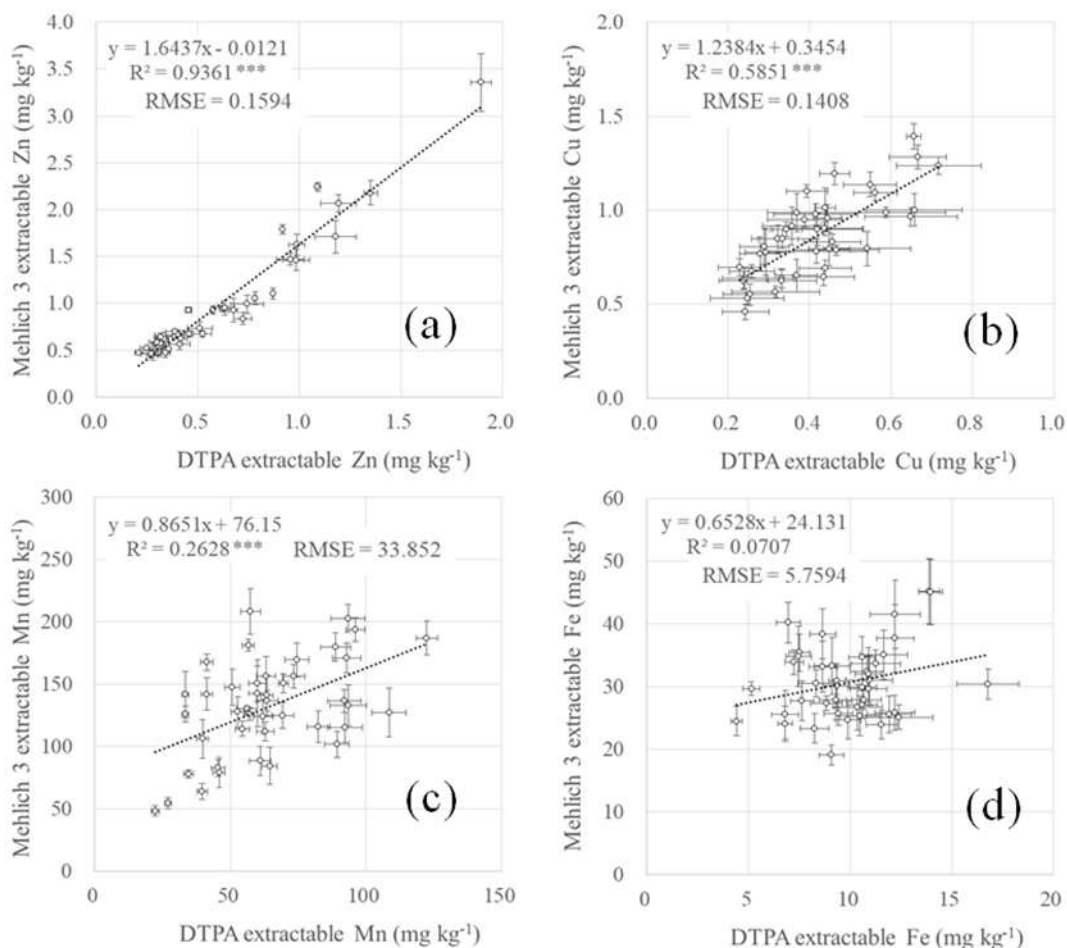 Mehlich 3 extractable Zn (mg kg⁻¹)
4.0
3.5
3.0
2.5
2.0
1.5
1.0
0.5
0.0
y = 1.6437x - 0.0121
R² = 0.9361 ***
RMSE = 0.1594
(a)
0.0 0.5 1.0 1.5 2.0
DTPA extractable Zn (mg kg⁻¹)
Mehlich 3 extractable Cu (mg kg⁻¹)
2.0
1.5
1.0
0.5
0.0
y = 1.2384x + 0.3454
R² = 0.5851 ***
RMSE = 0.1408
(b)
0.0 0.2 0.4 0.6 0.8 1.0
DTPA extractable Cu (mg kg⁻¹)
Mehlich 3 extractable Mn (mg kg⁻¹)
300
250
200
150
100
50
0
y = 0.8651x + 76.15
R² = 0.2628 *** RMSE = 33.852
(c)
0 50 100 150
DTPA extractable Mn (mg kg⁻¹)
Mehlich 3 extractable Fe (mg kg⁻¹)
60
50
40
30
20
10
0
y = 0.6528x + 24.131
R² = 0.0707
RMSE = 5.7594
(d)
0 5 10 15 20
DTPA extractable Fe (mg kg⁻¹)